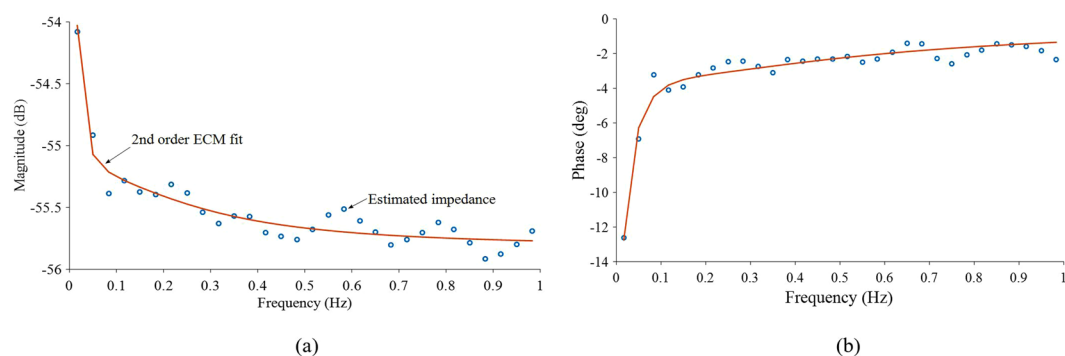 -54
-54.5
-55
-55.5
-56
Magnitude (dB)
2nd order ECM fit
Estimated impedance
0 0.1 0.2 0.3 0.4 0.5 0.6 0.7 0.8 0.9 1
Frequency (Hz)
(a)
0
-2
-4
-6
-8
-10
-12
-14
Phase (deg)
0 0.1 0.2 0.3 0.4 0.5 0.6 0.7 0.8 0.9 1
Frequency (Hz)
(b)